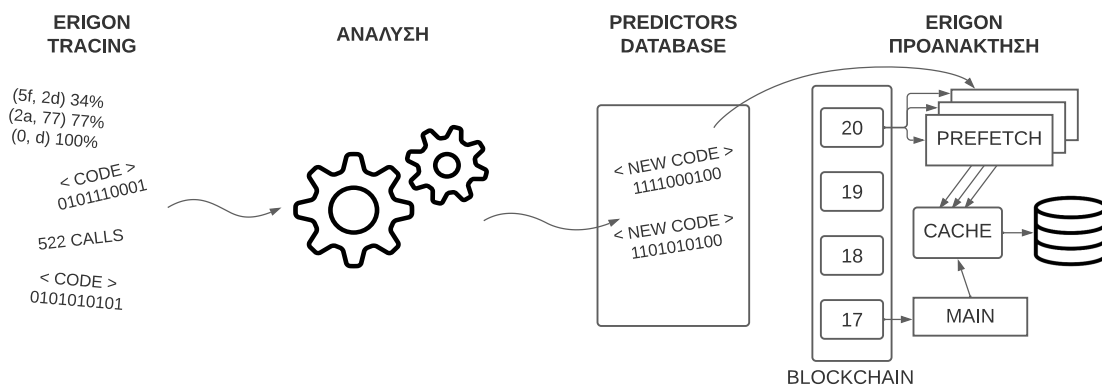 ERIGON
TRACING
(5f, 2d) 34%
(2a, 77) 77%
(0, d) 100%
< CODE >
0101110001
522 CALLS
< CODE >
0101010101
ΑΝΑΛΥΣΗ
PREDICTORS
DATABASE
< NEW CODE >
1111000100
< NEW CODE >
1101010100
ERIGON
ΠΡΟΑΝΑΚΤΗΣΗ
20
19
18
17
BLOCKCHAIN
PREFETCH
CACHE
MAIN